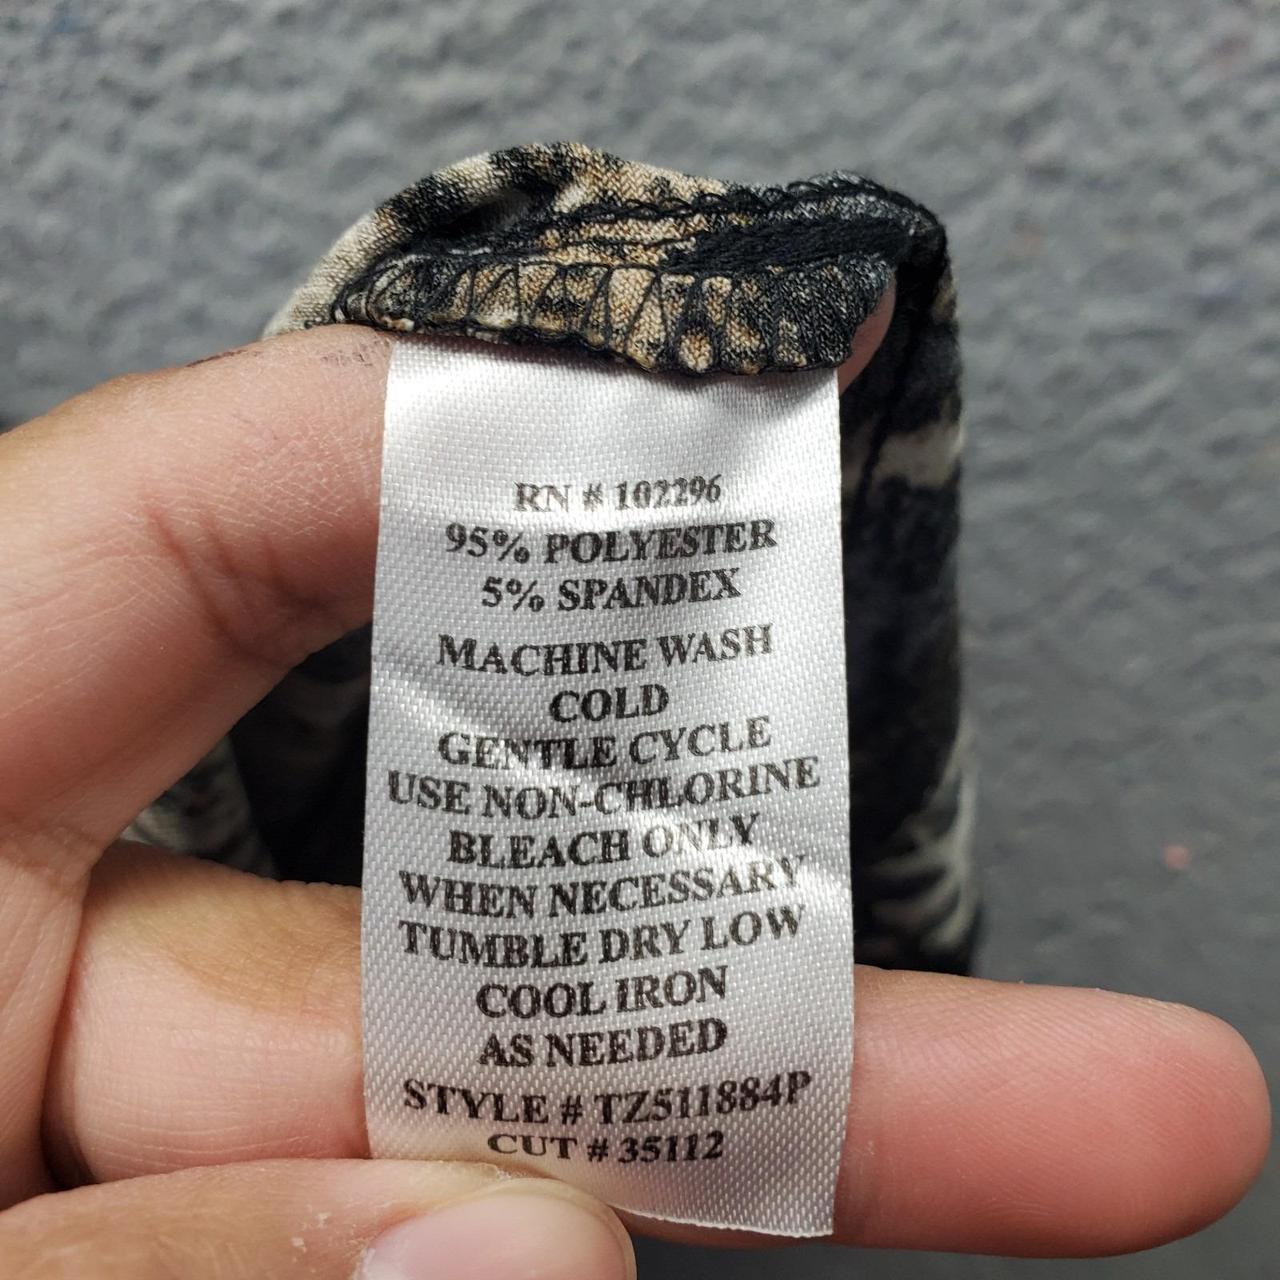 RN # 102296
95% POLYESTER
5% SPANDEX
MACHINE WASH
COLD
GENTLE CYCLE
USE NON-CHLORINE
BLEACH ONLY
WHEN NECESSARY
TUMBLE DRY LOW
COOL IRON
AS NEEDED
STYLE # TZ511884P
CUT # 35112